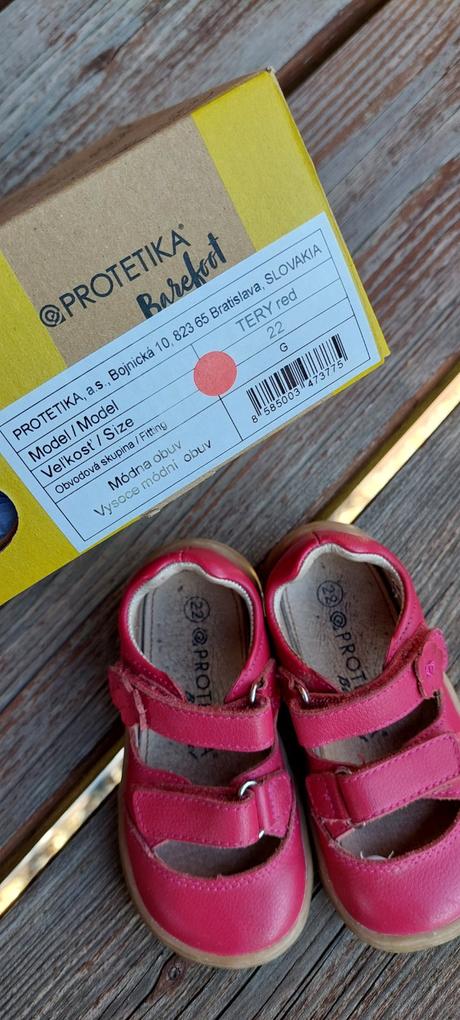 @PROTETIKA®
Barefoot
PROTETIKA, a.s., Bojnická 10, 823 65 Bratislava, SLOVAKIA
Model / Model TERY red
Veľkosť / Size 22
Obvodová skupina / Fitting G
Módna obuv
Vysoce módní obuv
8 585003 473775
22 @PROTE
22 @PRO